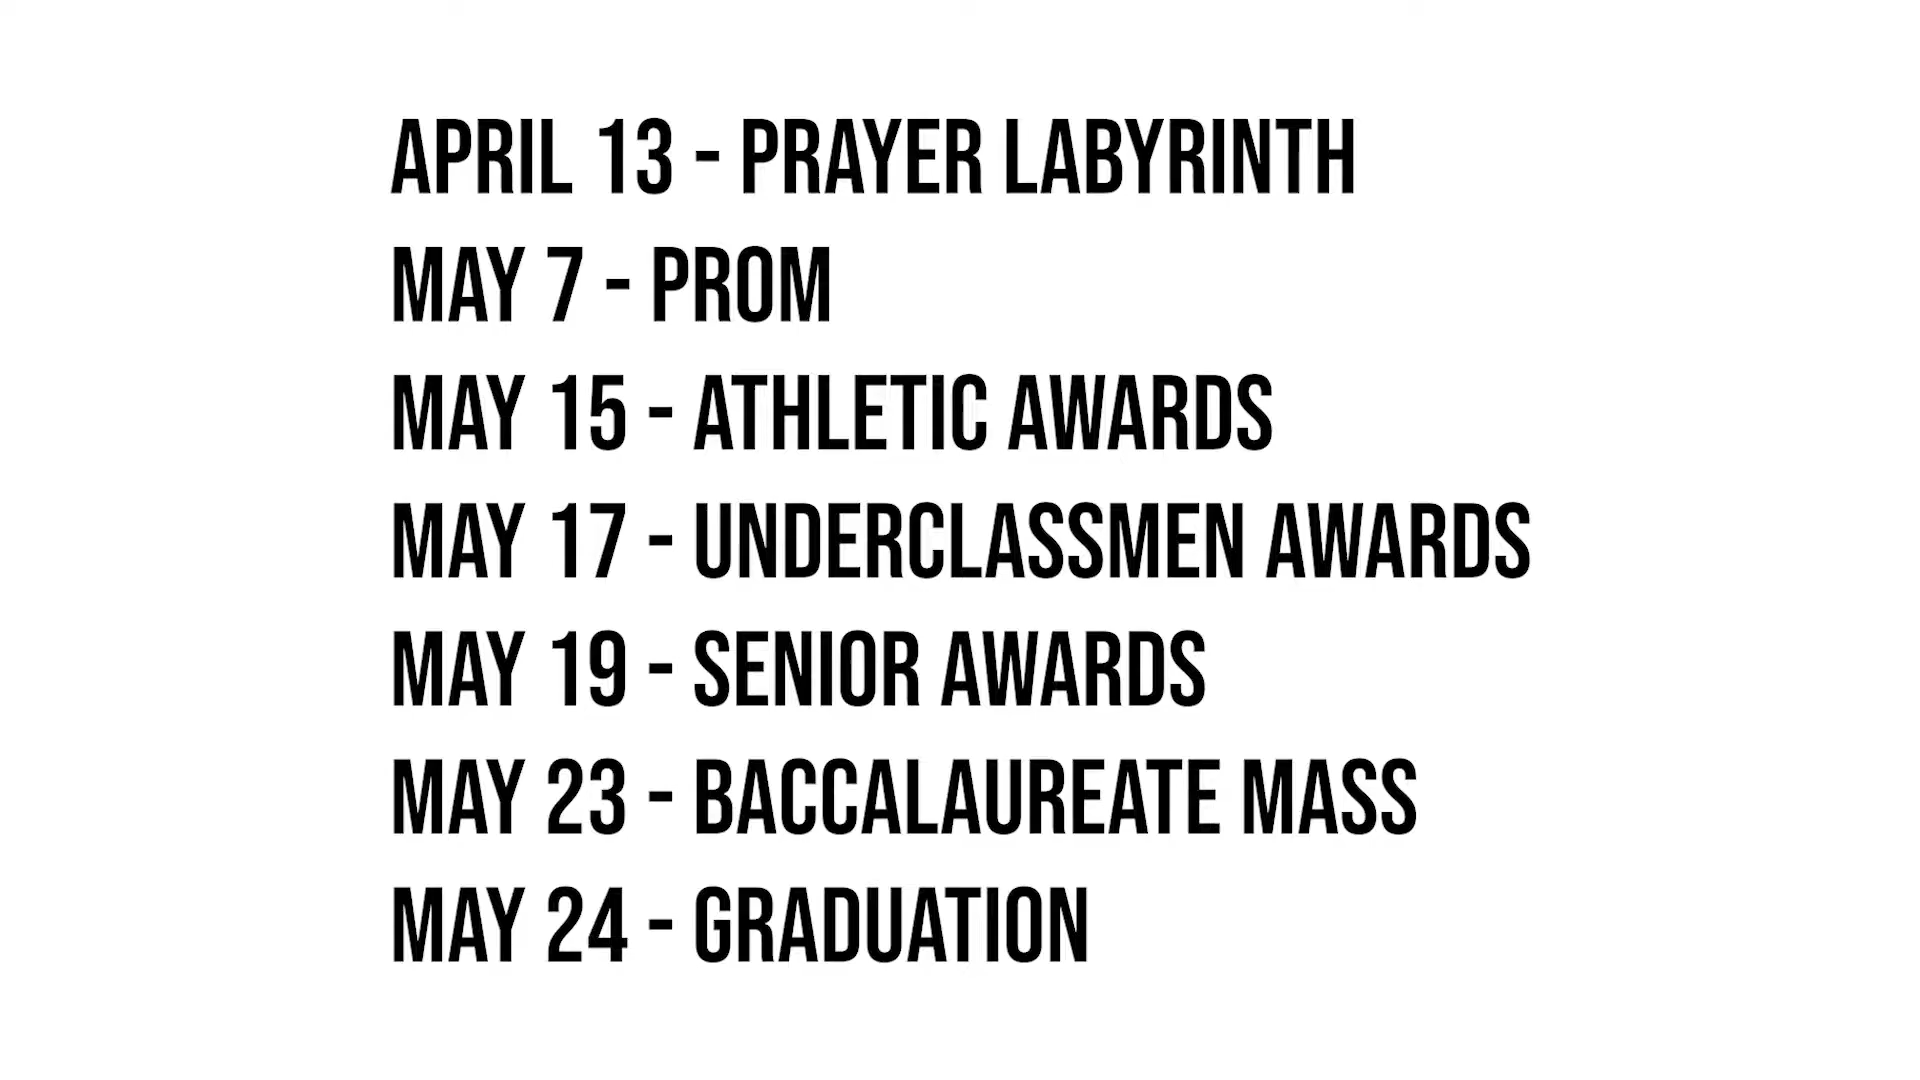 APRIL 13 - PRAYER LABYRINTH
MAY 7 - PROM
MAY 15 - ATHLETIC AWARDS
MAY 17 - UNDERCLASSMEN AWARDS
MAY 19 - SENIOR AWARDS
MAY 23 - BACCALAUREATE MASS
MAY 24 - GRADUATION